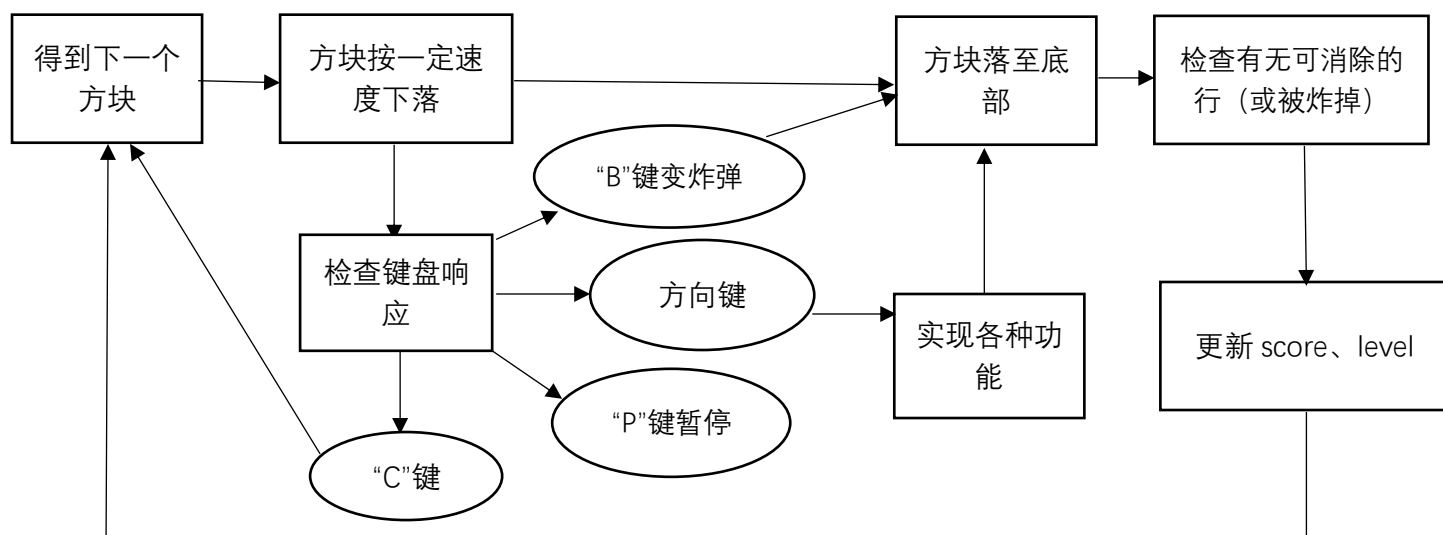 得到下一个
方块
方块按一定速
度下落
方块落至底
部
检查有无可消除的
行（或被炸掉）
“B”键变炸弹
检查键盘响
应
方向键
实现各种功
能
更新 score、level
“P”键暂停
“C”键